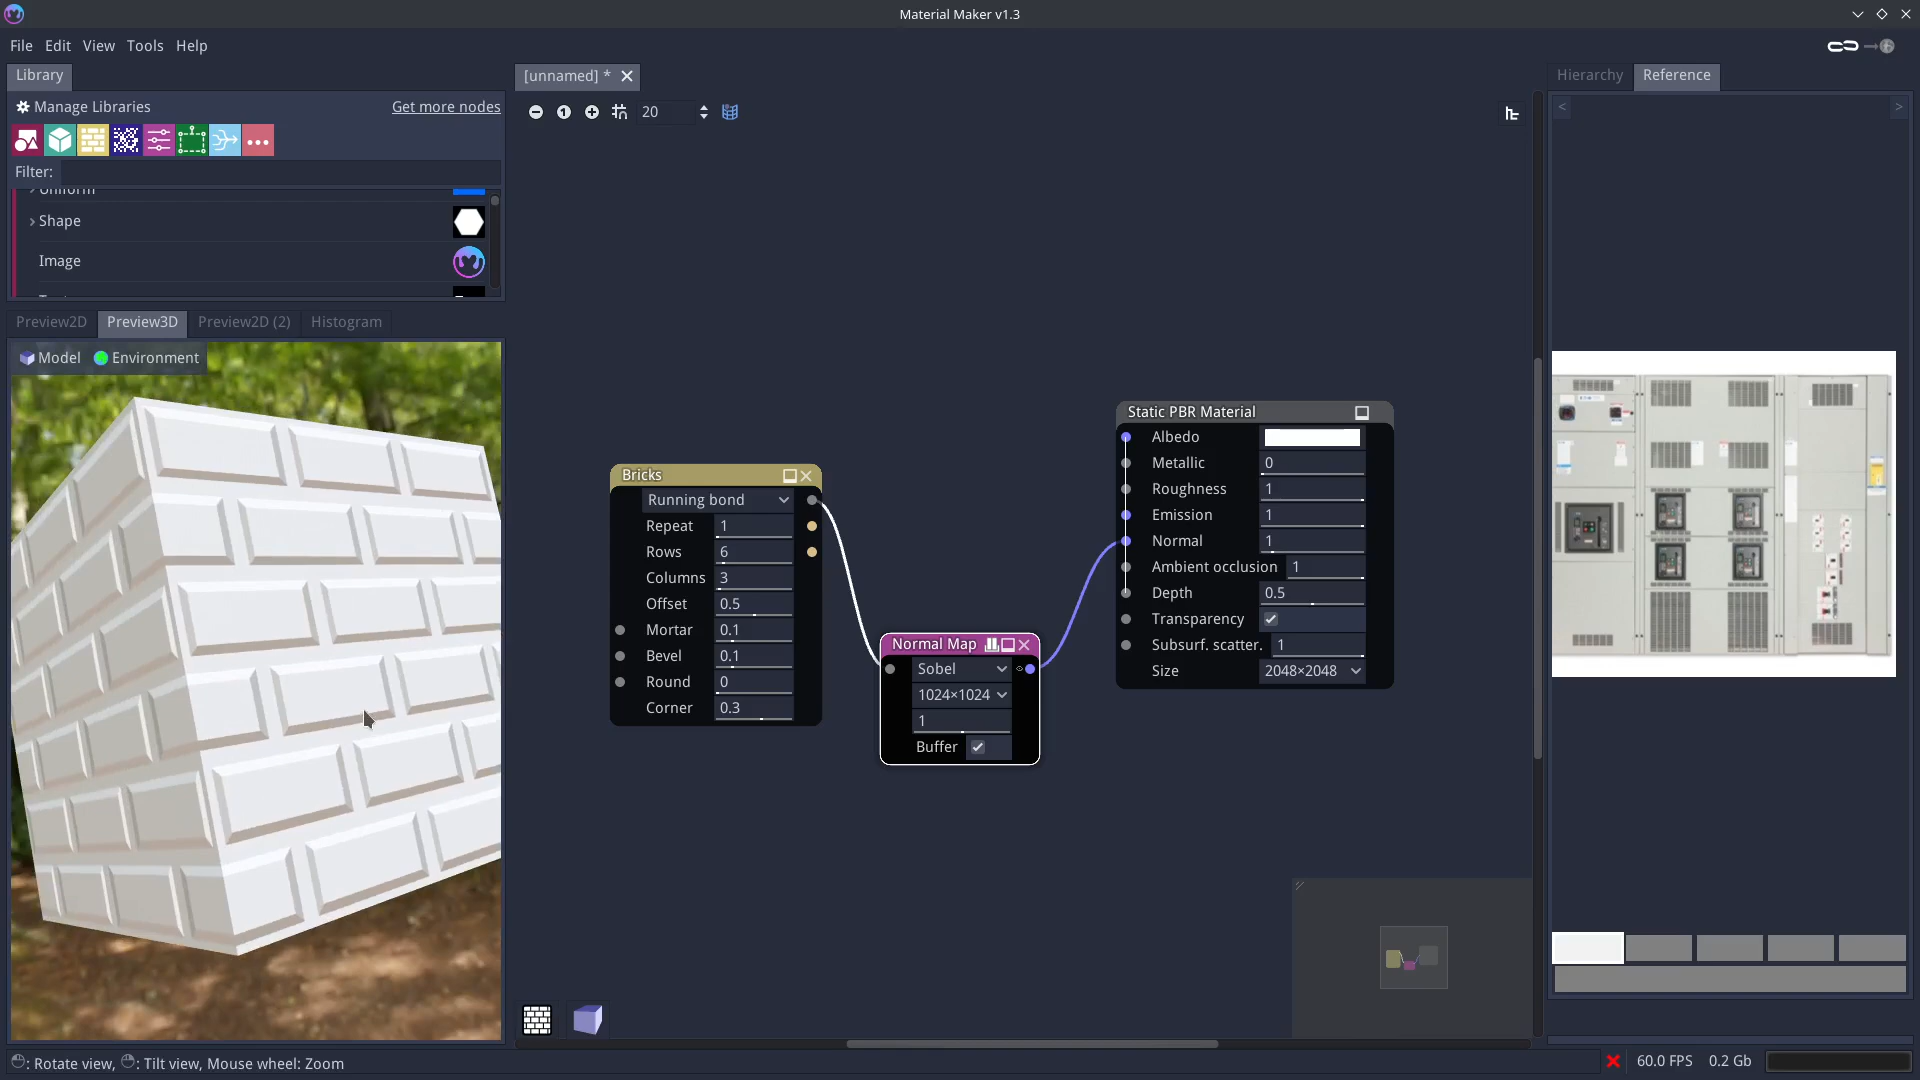 Material Maker v1.3
File Edit View Tools Help
Library
Manage Libraries Get more nodes
Filter:
Uniform
Shape
Image
Preview2D Preview3D Preview2D (2) Histogram
Model Environment
[unnamed] *
1 20
Bricks
Running bond
Repeat 1
Rows 6
Columns 3
Offset 0.5
Mortar 0.1
Bevel 0.1
Round 0
Corner 0.3
Normal Map
Sobel
1024×1024
1
Buffer
Static PBR Material
Albedo
Metallic 0
Roughness 1
Emission 1
Normal 1
Ambient occlusion 1
Depth 0.5
Transparency
Subsurf. scatter. 1
Size 2048×2048
Hierarchy Reference
< >
: Rotate view, : Tilt view, Mouse wheel: Zoom
60.0 FPS 0.2 Gb